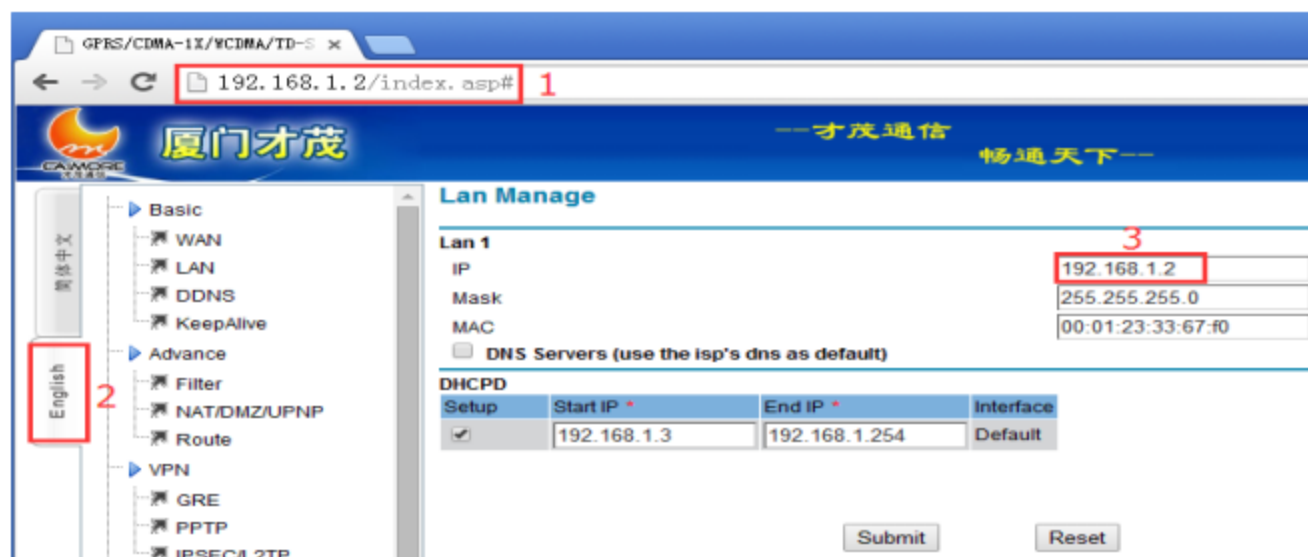 GPRS/CDMA-1X/WCDMA/TD-S
192.168.1.2/index.asp# 1
CAIMORE
厦门才茂
---才茂通信
畅通天下---
简体中文
English
2
Basic
WAN
LAN
DDNS
KeepAlive
Advance
Filter
NAT/DMZ/UPNP
Route
VPN
GRE
PPTP
IPSEC/L2TP
Lan Manage
Lan 1
3
IP 192.168.1.2
Mask 255.255.255.0
MAC 00:01:23:33:67:f0
DNS Servers (use the isp's dns as default)
DHCPD
Setup Start IP * End IP * Interface
192.168.1.3 192.168.1.254 Default
Submit Reset